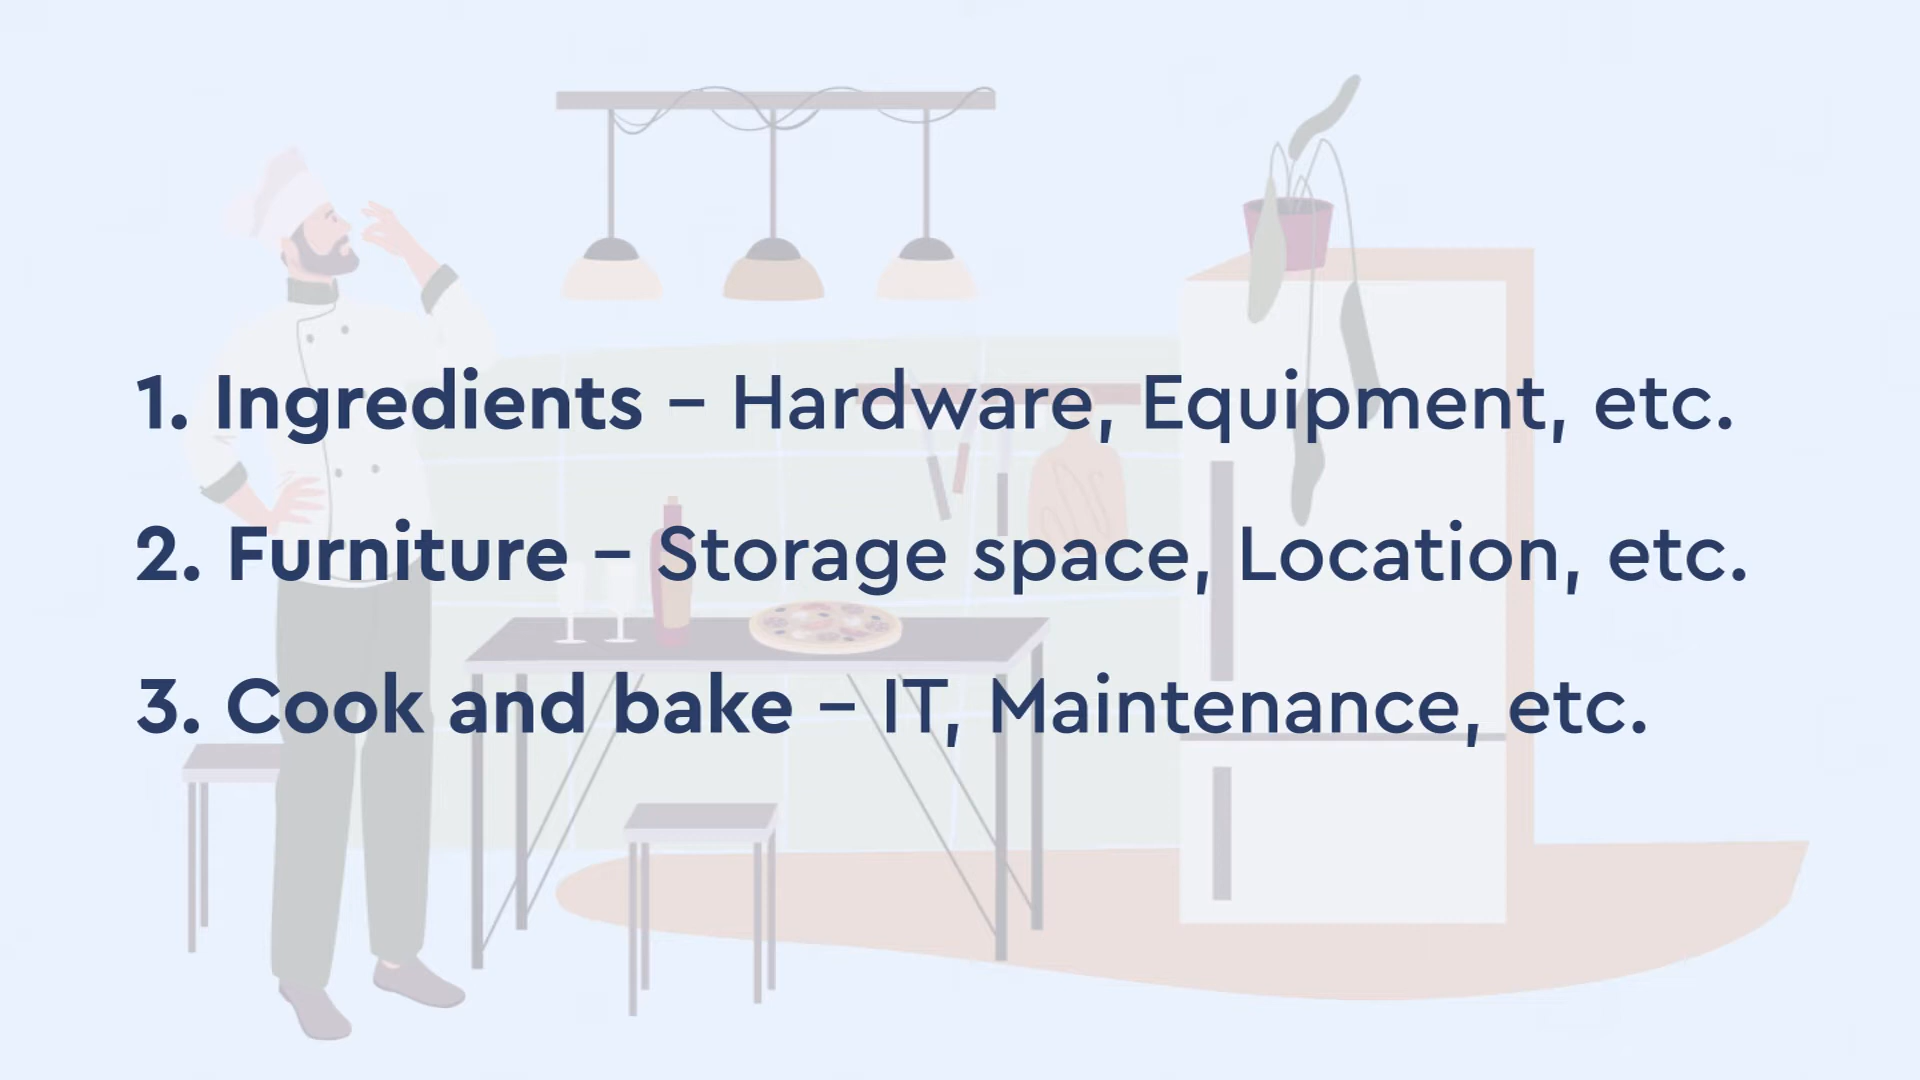 1. Ingredients – Hardware, Equipment, etc.
2. Furniture – Storage space, Location, etc.
3. Cook and bake – IT, Maintenance, etc.